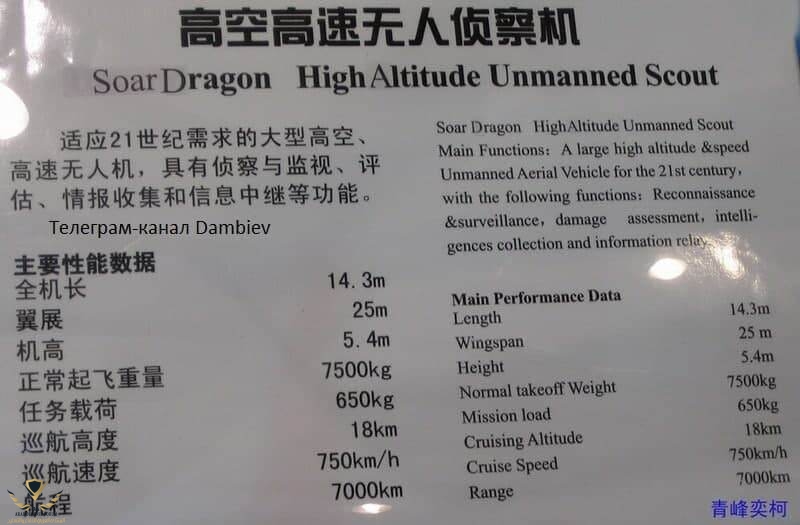 高空高速无人侦察机
Soar Dragon High Altitude Unmanned Scout
适应21世纪需求的大型高空、
高速无人机，具有侦察与监视、评
估、情报收集和信息中继等功能。
Телеграм-канал Dambiev
主要性能数据
全机长 14.3m
翼展 25m
机高 5.4m
正常起飞重量 7500kg
任务载荷 650kg
巡航高度 18km
巡航速度 750km/h
航程 7000km
Soar Dragon HighAltitude Unmanned Scout
Main Functions: A large high altitude &speed
Unmanned Aerial Vehicle for the 21st century,
with the following functions: Reconnaissance
&surveillance, damage assessment, intelli-
gences collection and information relay.
Main Performance Data
Length 14.3m
Wingspan 25 m
Height 5.4m
Normal takeoff Weight 7500kg
Mission load 650kg
Cruising Altitude 18km
Cruise Speed 750km/h
Range 7000km
青峰奕柯